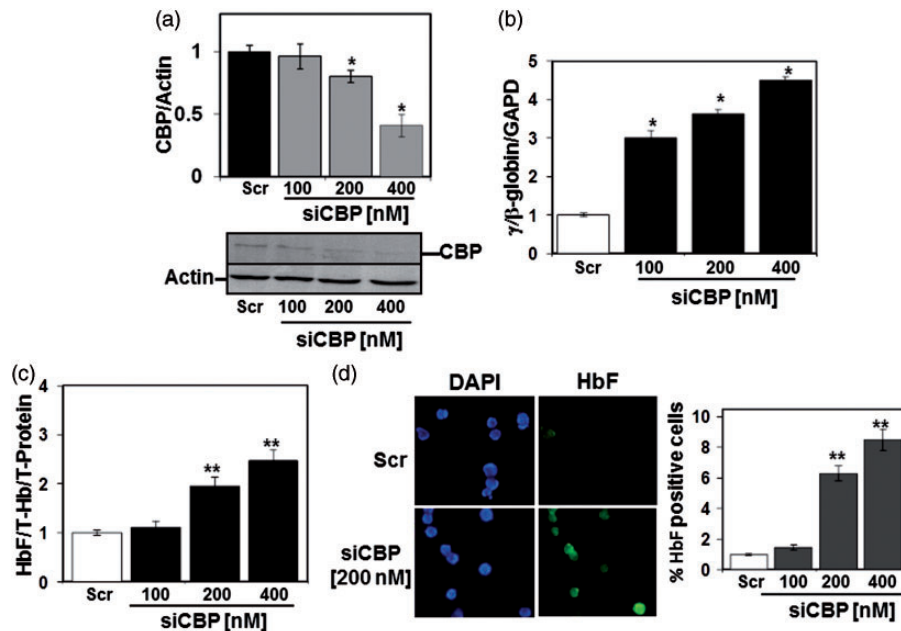 (a)
CBP/Actin
1
0.5
0
*
*
Scr 100 200 400
siCBP [nM]
CBP
Actin
Scr 100 200 400
siCBP [nM]
(b)
γ/β-globin/GAPD
5
4
3
2
1
0
*
*
*
Scr 100 200 400
siCBP [nM]
(c)
HbF/T-Hb/T-Protein
4
3
2
1
0
**
**
Scr 100 200 400
siCBP [nM]
(d)
DAPI HbF
Scr
siCBP
[200 nM]
% HbF positive cells
10
8
6
4
2
0
**
**
Scr 100 200 400
siCBP [nM]